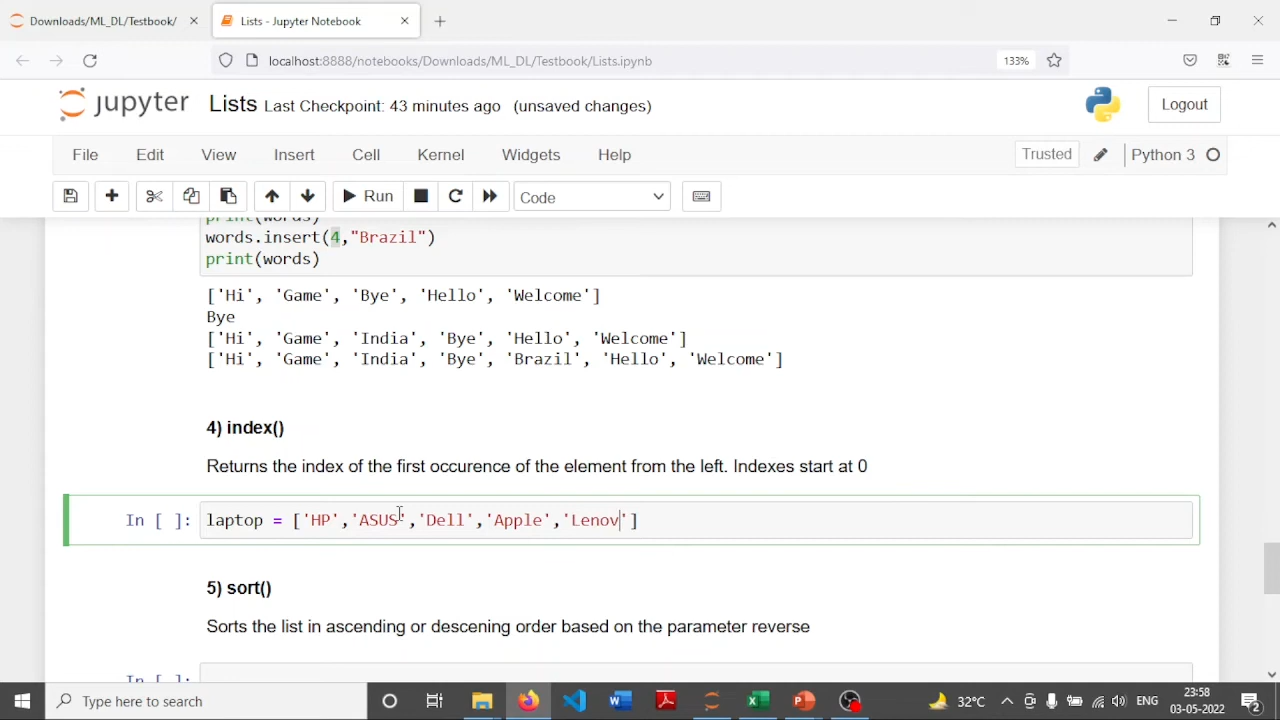 Downloads/ML_DL/Testbook/
Lists - Jupyter Notebook
localhost:8888/notebooks/Downloads/ML_DL/Testbook/Lists.ipynb
133%
jupyter Lists Last Checkpoint: 43 minutes ago (unsaved changes)
Logout
File Edit View Insert Cell Kernel Widgets Help
Trusted Python 3
Run Code
print(words)
words.insert(4,"Brazil")
print(words)
['Hi', 'Game', 'Bye', 'Hello', 'Welcome']
Bye
['Hi', 'Game', 'India', 'Bye', 'Hello', 'Welcome']
['Hi', 'Game', 'India', 'Bye', 'Brazil', 'Hello', 'Welcome']
4) index()
Returns the index of the first occurence of the element from the left. Indexes start at 0
In [ ]: laptop = ['HP','ASUS','Dell','Apple','Lenov']
5) sort()
Sorts the list in ascending or descening order based on the parameter reverse
In [ ]:
Type here to search
32°C ENG 23:58
03-05-2022 2